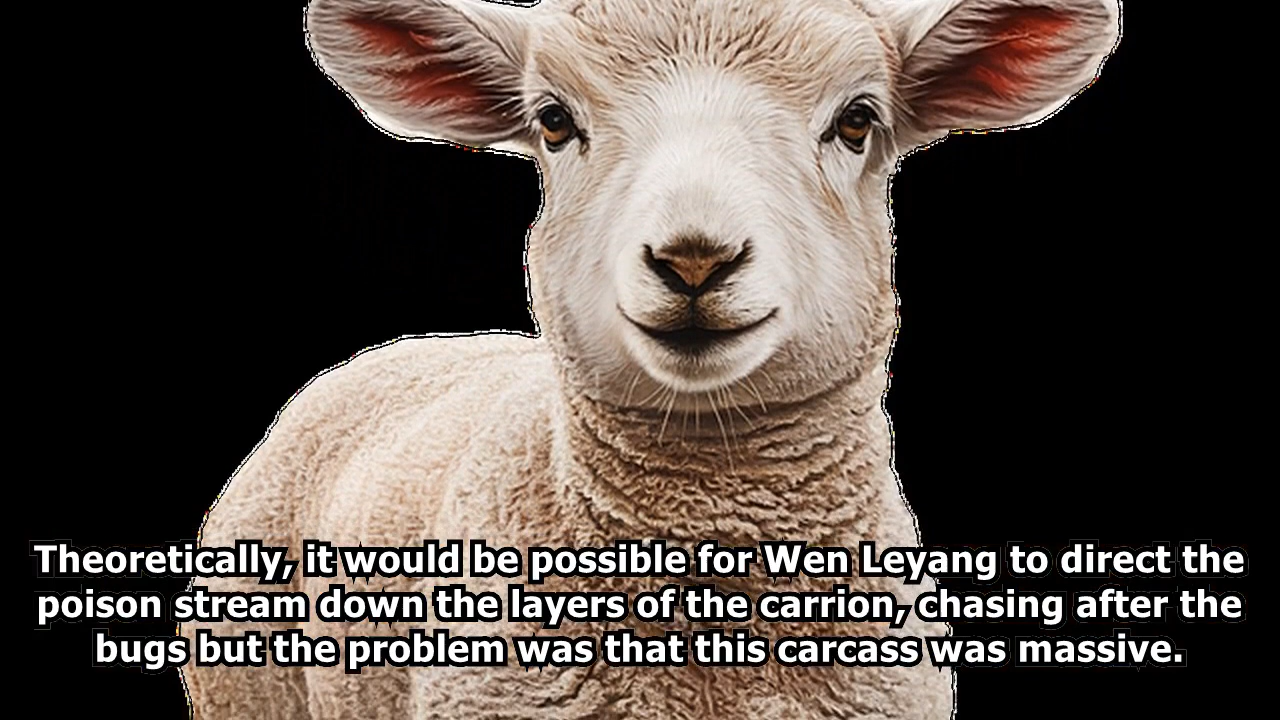 Theoretically, it would be possible for Wen Leyang to direct the
poison stream down the layers of the carrion, chasing after the
bugs but the problem was that this carcass was massive.